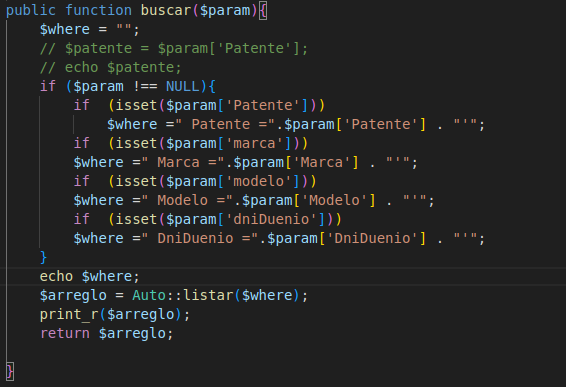 public function buscar($param){
    $where = "";
    // $patente = $param['Patente'];
    // echo $patente;
    if ($param !== NULL){
        if  (isset($param['Patente']))
            $where =" Patente =".$param['Patente'] . "'";
        if  (isset($param['marca']))
        $where =" Marca =".$param['Marca'] . "'";
        if  (isset($param['modelo']))
        $where =" Modelo =".$param['Modelo'] . "'";
        if  (isset($param['dniDuenio']))
        $where =" DniDuenio =".$param['DniDuenio'] . "'";
    }
    echo $where;
    $arreglo = Auto::listar($where);
    print_r($arreglo);
    return $arreglo;
}